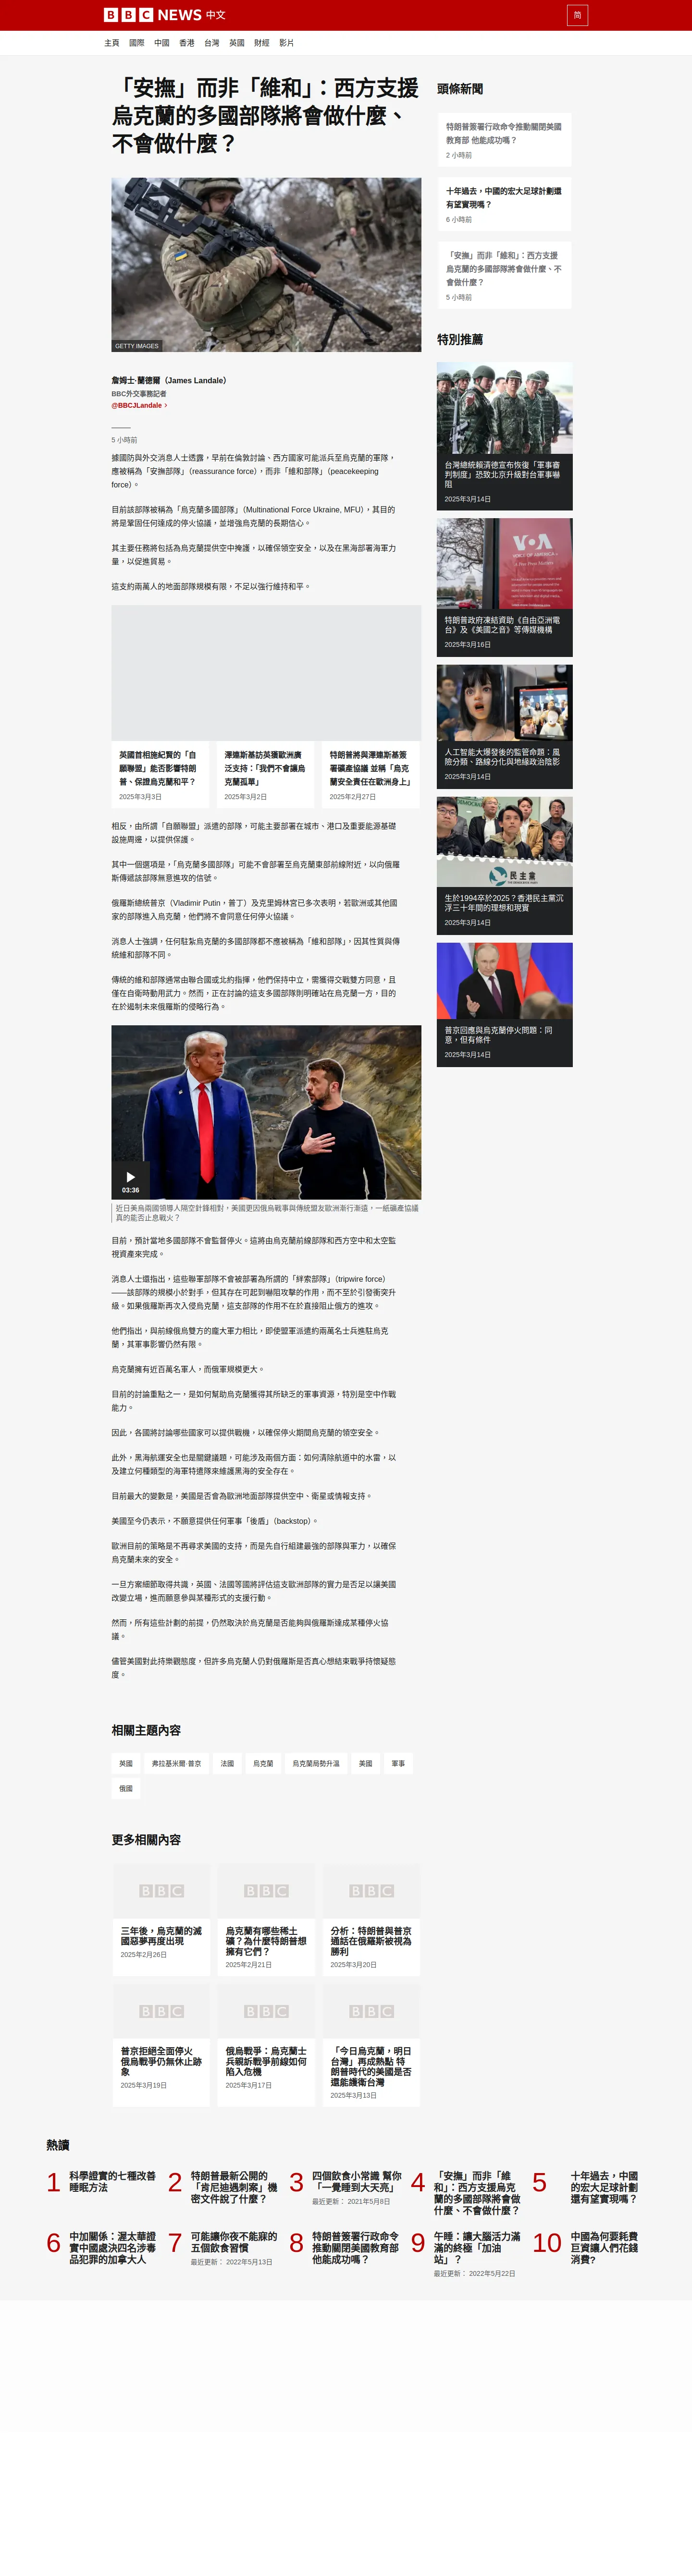 BBC NEWS 中文
简
主頁 國際 中國 香港 台灣 英國 財經 影片
「安撫」而非「維和」：西方支援
烏克蘭的多國部隊將會做什麼、
不會做什麼？
GETTY IMAGES
詹姆士·蘭德爾（James Landale）
BBC外交事務記者
@BBCJLandale
5 小時前
據國防與外交消息人士透露，早前在倫敦討論、西方國家可能派兵至烏克蘭的軍隊，
應被稱為「安撫部隊」（reassurance force），而非「維和部隊」（peacekeeping
force）。
目前該部隊被稱為「烏克蘭多國部隊」（Multinational Force Ukraine, MFU），其目的
將是鞏固任何達成的停火協議，並增強烏克蘭的長期信心。
其主要任務將包括為烏克蘭提供空中掩護，以確保領空安全，以及在黑海部署海軍力
量，以促進貿易。
這支約兩萬人的地面部隊規模有限，不足以強行維持和平。
英國首相施紀賢的「自
願聯盟」能否影響特朗
普、保證烏克蘭和平？
2025年3月3日
澤連斯基訪英獲歐洲廣
泛支持：「我們不會讓烏
克蘭孤單」
2025年3月2日
特朗普將與澤連斯基簽
署礦產協議 並稱「烏克
蘭安全責任在歐洲身上」
2025年2月27日
相反，由所謂「自願聯盟」派遣的部隊，可能主要部署在城市、港口及重要能源基礎
設施周邊，以提供保護。
其中一個選項是，「烏克蘭多國部隊」可能不會部署至烏克蘭東部前線附近，以向俄羅
斯傳遞該部隊無意進攻的信號。
俄羅斯總統普京（Vladimir Putin，普丁）及克里姆林宮已多次表明，若歐洲或其他國
家的部隊進入烏克蘭，他們將不會同意任何停火協議。
消息人士強調，任何駐紮烏克蘭的多國部隊都不應被稱為「維和部隊」，因其性質與傳
統維和部隊不同。
傳統的維和部隊通常由聯合國或北約指揮，他們保持中立，需獲得交戰雙方同意，且
僅在自衛時動用武力。然而，正在討論的這支多國部隊則明確站在烏克蘭一方，目的
在於遏制未來俄羅斯的侵略行為。
03:36
近日美烏兩國領導人隔空針鋒相對，美國更因俄烏戰事與傳統盟友歐洲漸行漸遠，一紙礦產協議
真的能否止息戰火？
目前，預計當地多國部隊不會監督停火。這將由烏克蘭前線部隊和西方空中和太空監
視資產來完成。
消息人士還指出，這些聯軍部隊不會被部署為所謂的「絆索部隊」（tripwire force）
——該部隊的規模小於對手，但其存在可起到嚇阻攻擊的作用，而不至於引發衝突升
級。如果俄羅斯再次入侵烏克蘭，這支部隊的作用不在於直接阻止俄方的進攻。
他們指出，與前線俄烏雙方的龐大軍力相比，即使盟軍派遣約兩萬名士兵進駐烏克
蘭，其軍事影響仍然有限。
烏克蘭擁有近百萬名軍人，而俄軍規模更大。
目前的討論重點之一，是如何幫助烏克蘭獲得其所缺乏的軍事資源，特別是空中作戰
能力。
因此，各國將討論哪些國家可以提供戰機，以確保停火期間烏克蘭的領空安全。
此外，黑海航運安全也是關鍵議題，可能涉及兩個方面：如何清除航道中的水雷，以
及建立何種類型的海軍特遣隊來維護黑海的安全存在。
目前最大的變數是，美國是否會為歐洲地面部隊提供空中、衛星或情報支持。
美國至今仍表示，不願意提供任何軍事「後盾」（backstop）。
歐洲目前的策略是不再尋求美國的支持，而是先自行組建最強的部隊與軍力，以確保
烏克蘭未來的安全。
一旦方案細節取得共識，英國、法國等國將評估這支歐洲部隊的實力是否足以讓美國
改變立場，進而願意參與某種形式的支援行動。
然而，所有這些計劃的前提，仍然取決於烏克蘭是否能夠與俄羅斯達成某種停火協
議。
儘管美國對此持樂觀態度，但許多烏克蘭人仍對俄羅斯是否真心想結束戰爭持懷疑態
度。
相關主題內容
英國 弗拉基米爾·普京 法國 烏克蘭 烏克蘭局勢升溫 美國 軍事
俄國
更多相關內容
BBC
三年後，烏克蘭的滅
國惡夢再度出現
2025年2月26日
BBC
烏克蘭有哪些稀土
礦？為什麼特朗普想
擁有它們？
2025年2月21日
BBC
分析：特朗普與普京
通話在俄羅斯被視為
勝利
2025年3月20日
BBC
普京拒絕全面停火
俄烏戰爭仍無休止跡
象
2025年3月19日
BBC
俄烏戰爭：烏克蘭士
兵親訴戰爭前線如何
陷入危機
2025年3月17日
BBC
「今日烏克蘭，明日
台灣」再成熱點 特
朗普時代的美國是否
還能護衛台灣
2025年3月13日
頭條新聞
特朗普簽署行政命令推動關閉美國
教育部 他能成功嗎？
2 小時前
十年過去，中國的宏大足球計劃還
有望實現嗎？
6 小時前
「安撫」而非「維和」：西方支援
烏克蘭的多國部隊將會做什麼、不
會做什麼？
5 小時前
特別推薦
台灣總統賴清德宣布恢復「軍事審
判制度」恐致北京升級對台軍事嚇
阻
2025年3月14日
VOA
特朗普政府凍結資助《自由亞洲電
台》及《美國之音》等傳媒機構
2025年3月16日
人工智能大爆發後的監管命題：風
險分類、路線分化與地緣政治陰影
2025年3月14日
民主黨
生於1994卒於2025？香港民主黨沉
浮三十年間的理想和現實
2025年3月14日
普京回應與烏克蘭停火問題：同
意，但有條件
2025年3月14日
熱讀
1 科學證實的七種改善
睡眠方法
2 特朗普最新公開的
「肯尼迪遇刺案」機
密文件說了什麼？
3 四個飲食小常識 幫你
「一覺睡到大天亮」
最近更新： 2021年5月8日
4 「安撫」而非「維
和」：西方支援烏克
蘭的多國部隊將會做
什麼、不會做什麼？
5 十年過去，中國
的宏大足球計劃
還有望實現嗎？
6 中加關係：渥太華證
實中國處決四名涉毒
品犯罪的加拿大人
7 可能讓你夜不能寐的
五個飲食習慣
最近更新： 2022年5月13日
8 特朗普簽署行政命令
推動關閉美國教育部
他能成功嗎？
9 午睡：讓大腦活力滿
滿的終極「加油
站」？
最近更新： 2022年5月22日
10 中國為何要耗費
巨資讓人們花錢
消費?